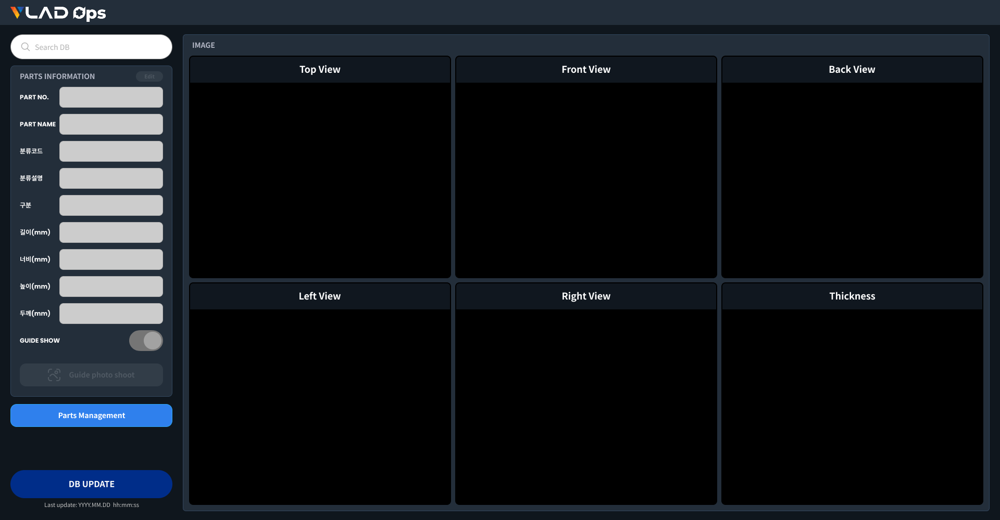 VLAD Ops
Search DB
PARTS INFORMATION
Edit
PART NO.
PART NAME
분류코드
분류설명
구분
길이(mm)
너비(mm)
높이(mm)
두께(mm)
GUIDE SHOW
Guide photo shoot
Parts Management
DB UPDATE
Last update: YYYY.MM.DD  hh:mm:ss
IMAGE
Top View
Front View
Back View
Left View
Right View
Thickness